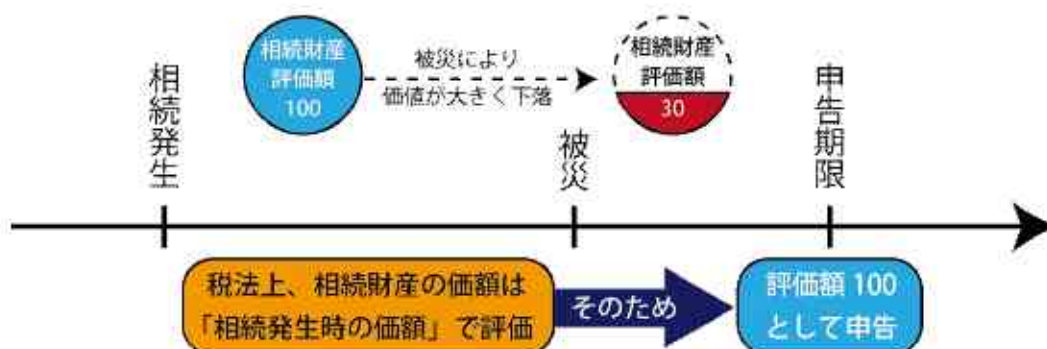 相続財産
評価額
100
被災により
価値が大きく下落
相続財産
評価額
30
相続発生
被災
申告期限
税法上、相続財産の価額は
「相続発生時の価額」で評価
そのため
評価額 100
として申告